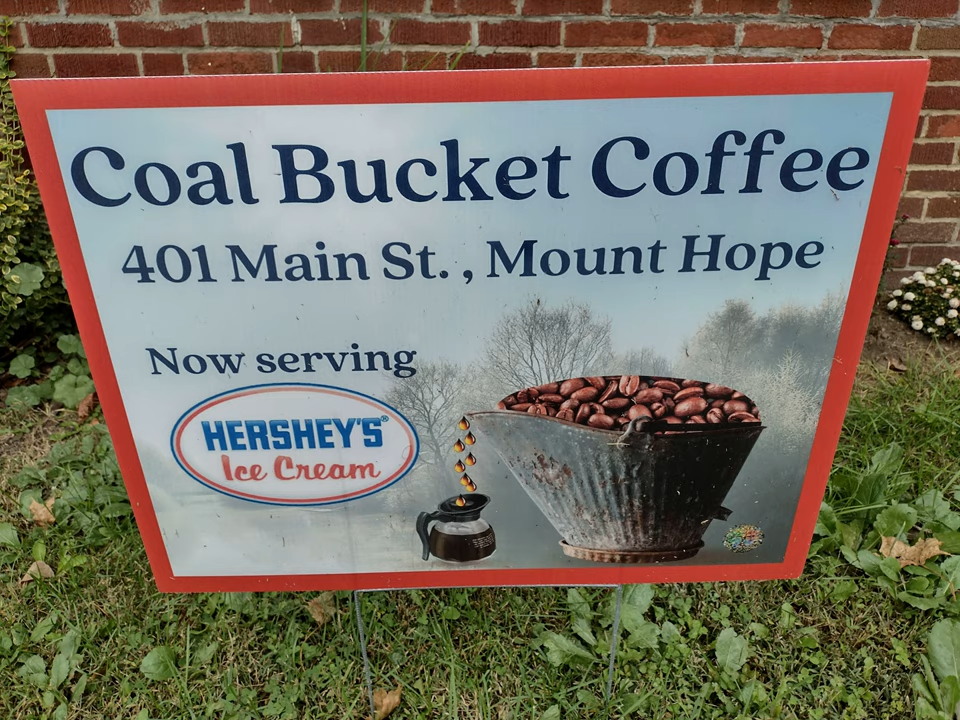 Coal Bucket Coffee
401 Main St. , Mount Hope
Now serving
HERSHEY'S®
Ice Cream